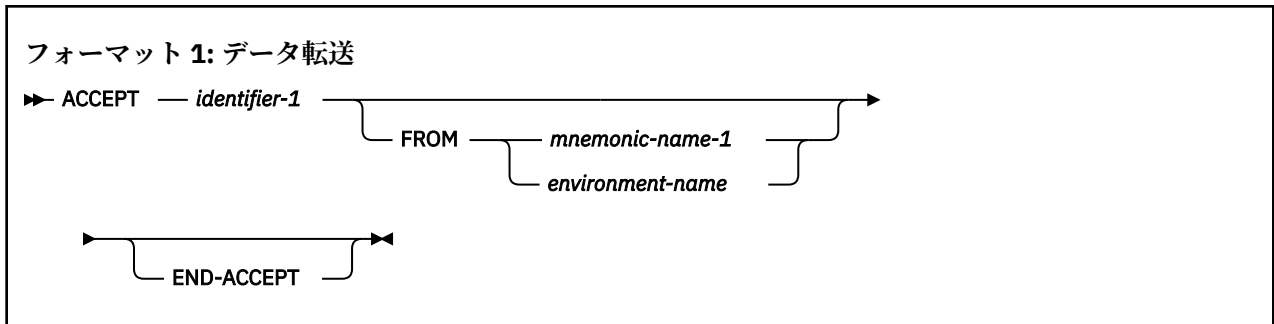 フォーマット 1: データ転送
ACCEPT identifier-1
FROM mnemonic-name-1
environment-name
END-ACCEPT